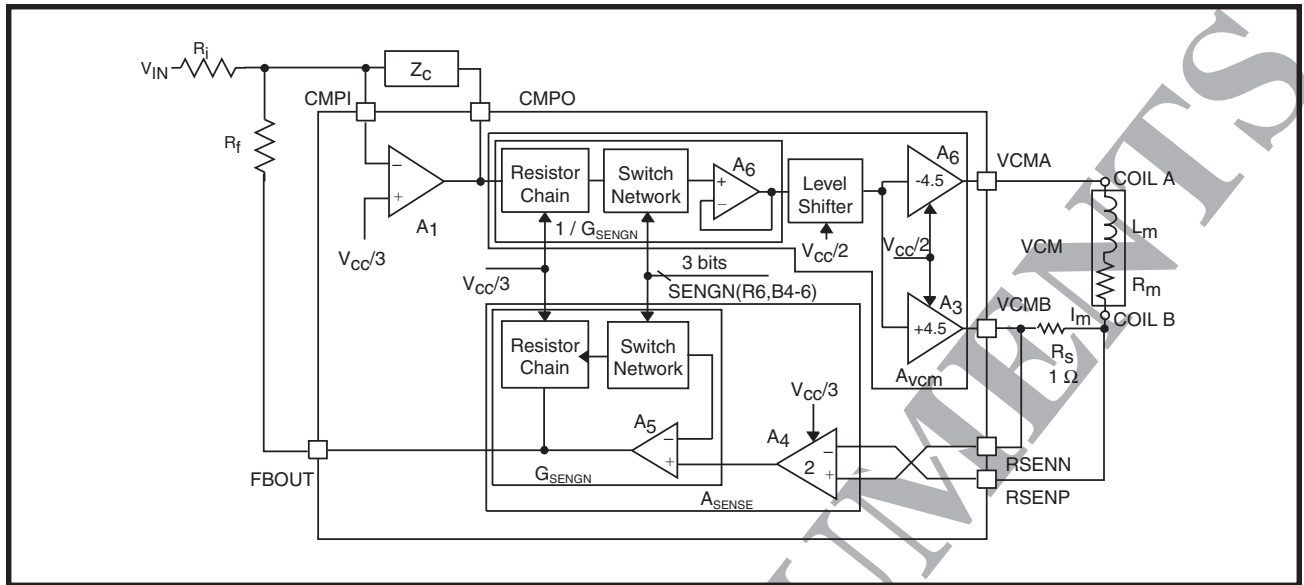 Ri
VIN
ZC
CMPI
CMPO
Rf
−
+
A1
VCC/3
Resistor
Chain
Switch
Network
+
−
A6
Level
Shifter
A6
-4.5
VCMA
COIL A
1 / GSENGN
VCC/2
VCC/2
VCM
Lm
Rm
VCC/3
3 bits
SENGN(R6,B4-6)
A3
+4.5
VCMB
Im
COIL B
Rs
1 Ω
Resistor
Chain
Switch
Network
Avcm
VCC/3
A5
−
+
A4
2
−
+
RSENN
RSENP
FBOUT
GSENGN
ASENSE
UMENTS